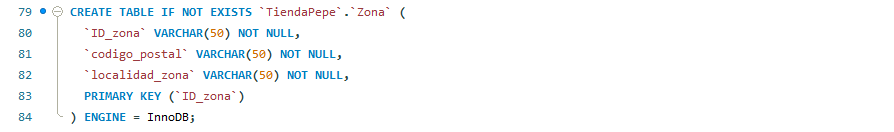 79 CREATE TABLE IF NOT EXISTS `TiendaPepe`.`Zona` (
80 `ID_zona` VARCHAR(50) NOT NULL,
81 `codigo_postal` VARCHAR(50) NOT NULL,
82 `localidad_zona` VARCHAR(50) NOT NULL,
83 PRIMARY KEY (`ID_zona`)
84 ) ENGINE = InnoDB;